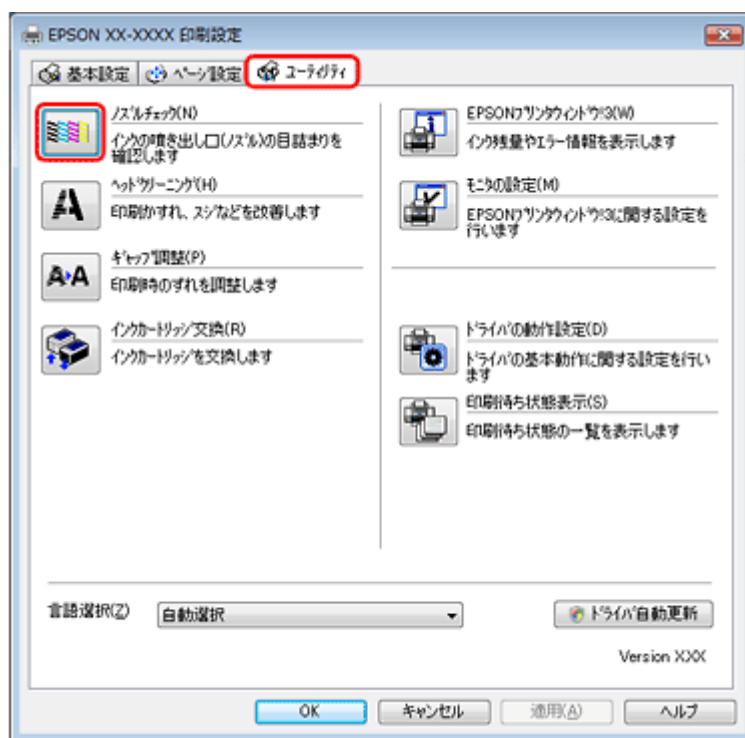 EPSON XX-XXXX 印刷設定
基本設定
ページ設定
ユーティリティ
ノズルチェック(N)
インクの噴き出し口(ノズル)の目詰まりを
確認します
ヘッドクリーニング(H)
印刷かすれ、スジなどを改善します
ギャップ調整(P)
印刷時のずれを調整します
インクカートリッジ交換(R)
インクカートリッジを交換します
EPSONプリンタウィンドウ!3(W)
インク残量やエラー情報を表示します
モニタの設定(M)
EPSONプリンタウィンドウ!3に関する設定を
行います
ドライバの動作設定(D)
ドライバの基本動作に関する設定を行い
ます
印刷待ち状態表示(S)
印刷待ち状態の一覧を表示します
言語選択(Z)
自動選択
ドライバ自動更新
Version XXX
OK
キャンセル
適用(A)
ヘルプ